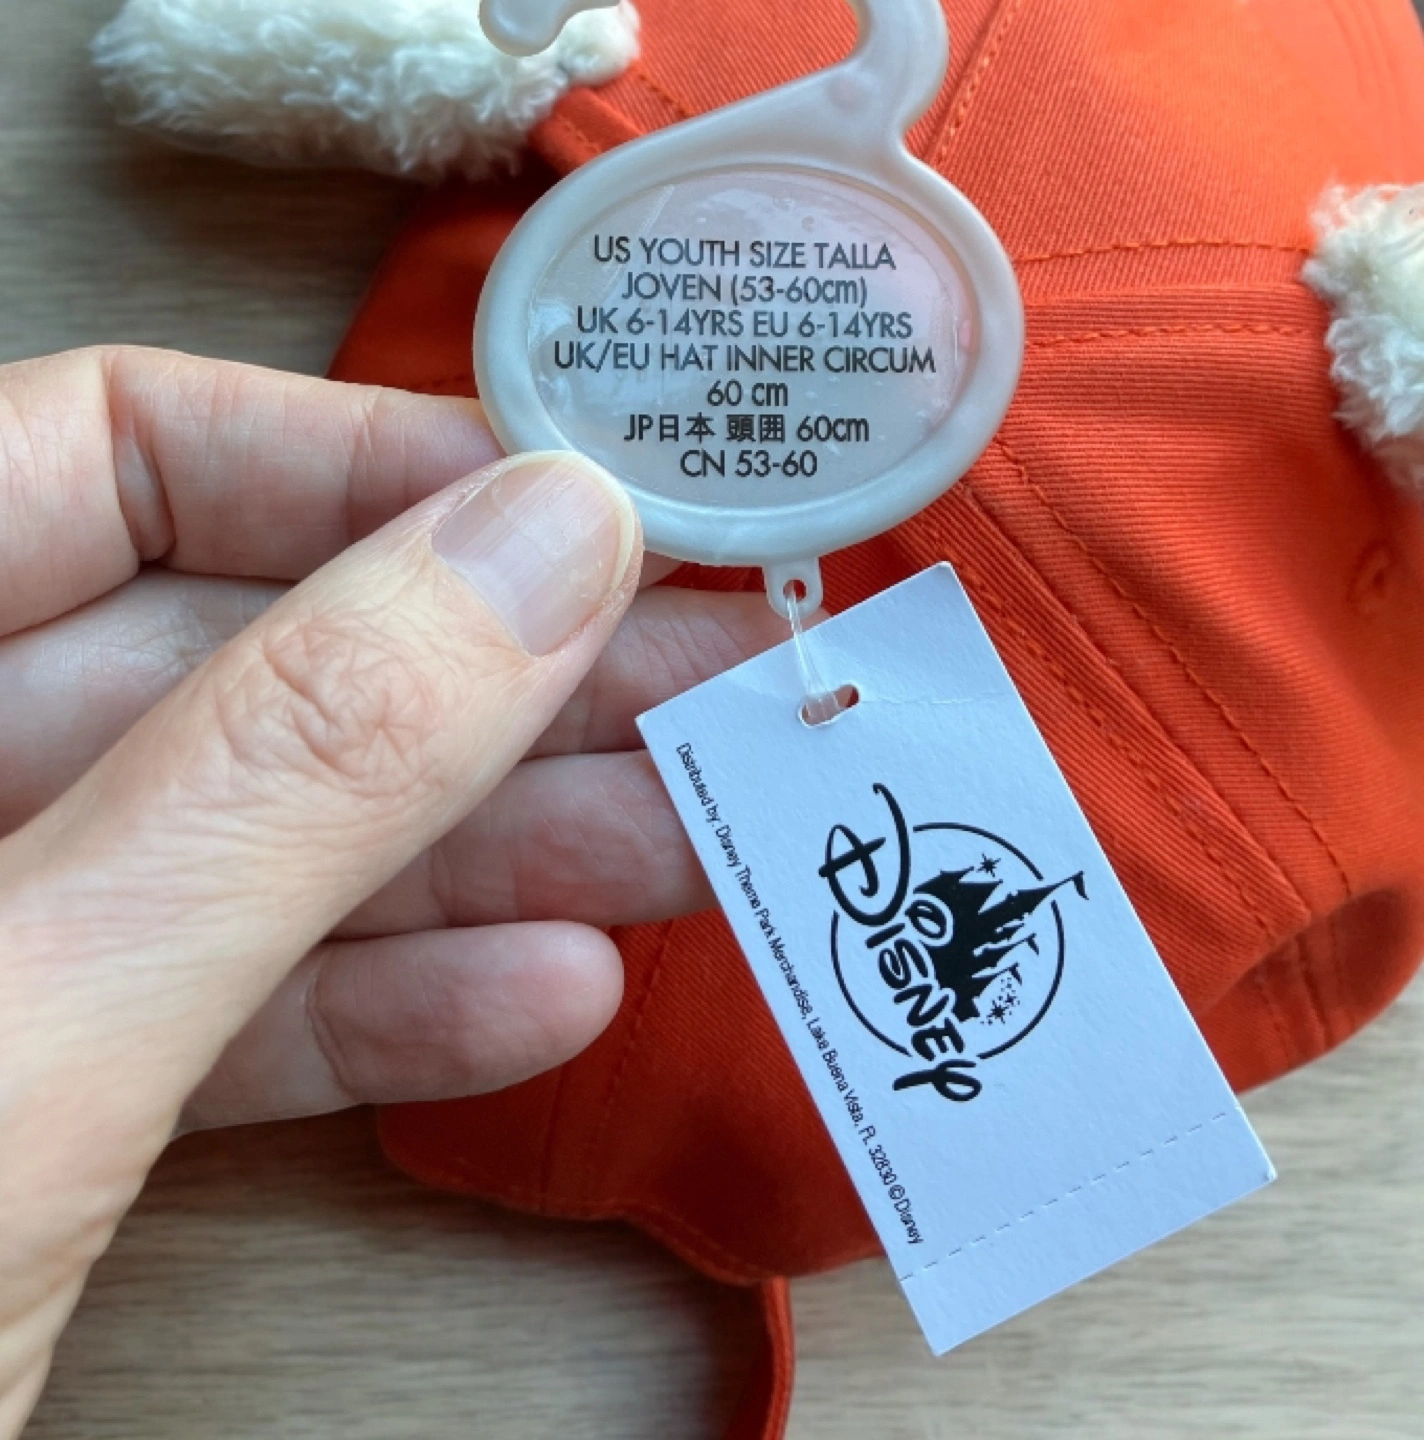 US YOUTH SIZE TALLA
JOVEN (53-60cm)
UK 6-14YRS EU 6-14YRS
UK/EU HAT INNER CIRCUM
60 cm
JP日本 頭囲 60cm
CN 53-60
Disney
Distributed by: Disney Theme Park Merchandise, Lake Buena Vista, FL 32830 © Disney